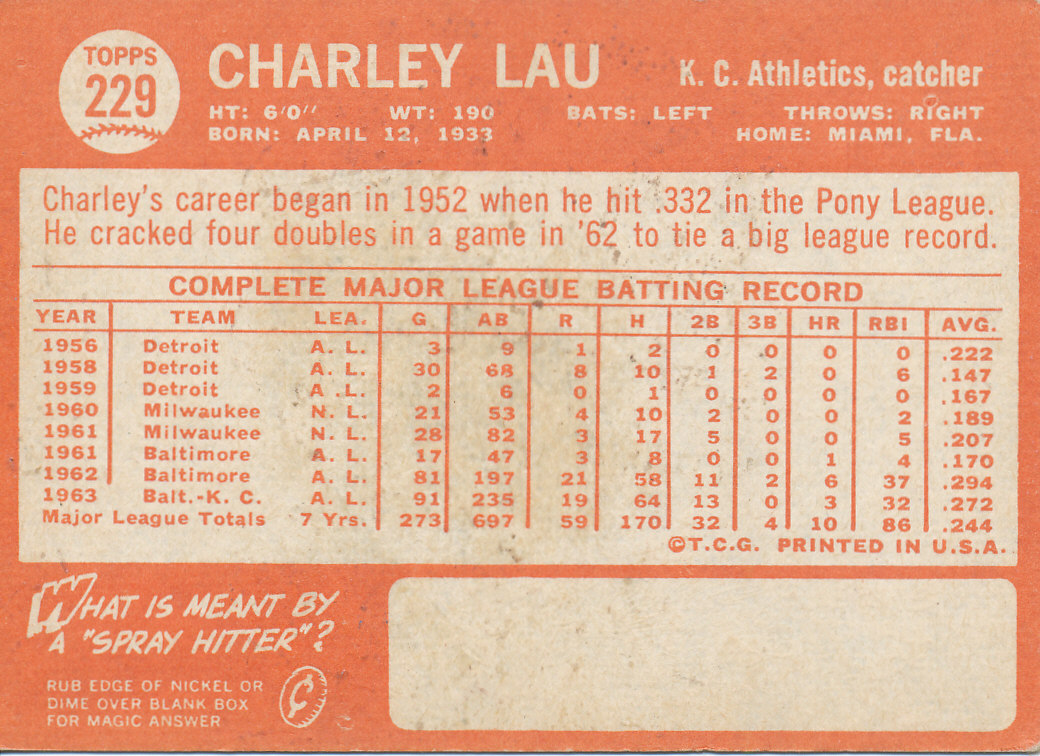 TOPPS
229
CHARLEY LAU
K. C. Athletics, catcher
HT: 6'0" WT: 190 BATS: LEFT THROWS: RIGHT
BORN: APRIL 12, 1933 HOME: MIAMI, FLA.
Charley's career began in 1952 when he hit .332 in the Pony League.
He cracked four doubles in a game in '62 to tie a big league record.
COMPLETE MAJOR LEAGUE BATTING RECORD
YEAR TEAM LEA. G AB R H 2B 3B HR RBI AVG.
1956 Detroit A. L. 3 9 1 2 0 0 0 0 .222
1958 Detroit A. L. 30 68 8 10 1 2 0 6 .147
1959 Detroit A .L. 2 6 0 1 0 0 0 0 .167
1960 Milwaukee N. L. 21 53 4 10 2 0 0 2 .189
1961 Milwaukee N. L. 28 82 3 17 5 0 0 5 .207
1961 Baltimore A. L. 17 47 3 8 0 0 1 4 .170
1962 Baltimore A. L. 81 197 21 58 11 2 6 37 .294
1963 Balt.-K. C. A. L. 91 235 19 64 13 0 3 32 .272
Major League Totals 7 Yrs. 273 697 59 170 32 4 10 86 .244
©T.C.G. PRINTED IN U.S.A.
WHAT IS MEANT BY
A "SPRAY HITTER"?
RUB EDGE OF NICKEL OR
DIME OVER BLANK BOX
FOR MAGIC ANSWER
¢